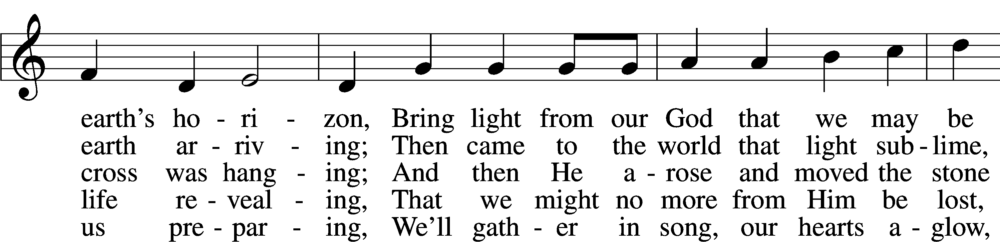 earth's ho - ri - zon, Bring light from our God that we may be
earth ar - riv - ing; Then came to the world that light sub - lime,
cross was hang - ing; And then He a - rose and moved the stone
life re - veal - ing, That we might no more from Him be lost,
us pre - par - ing, We'll gath - er in song, our hearts a - glow,